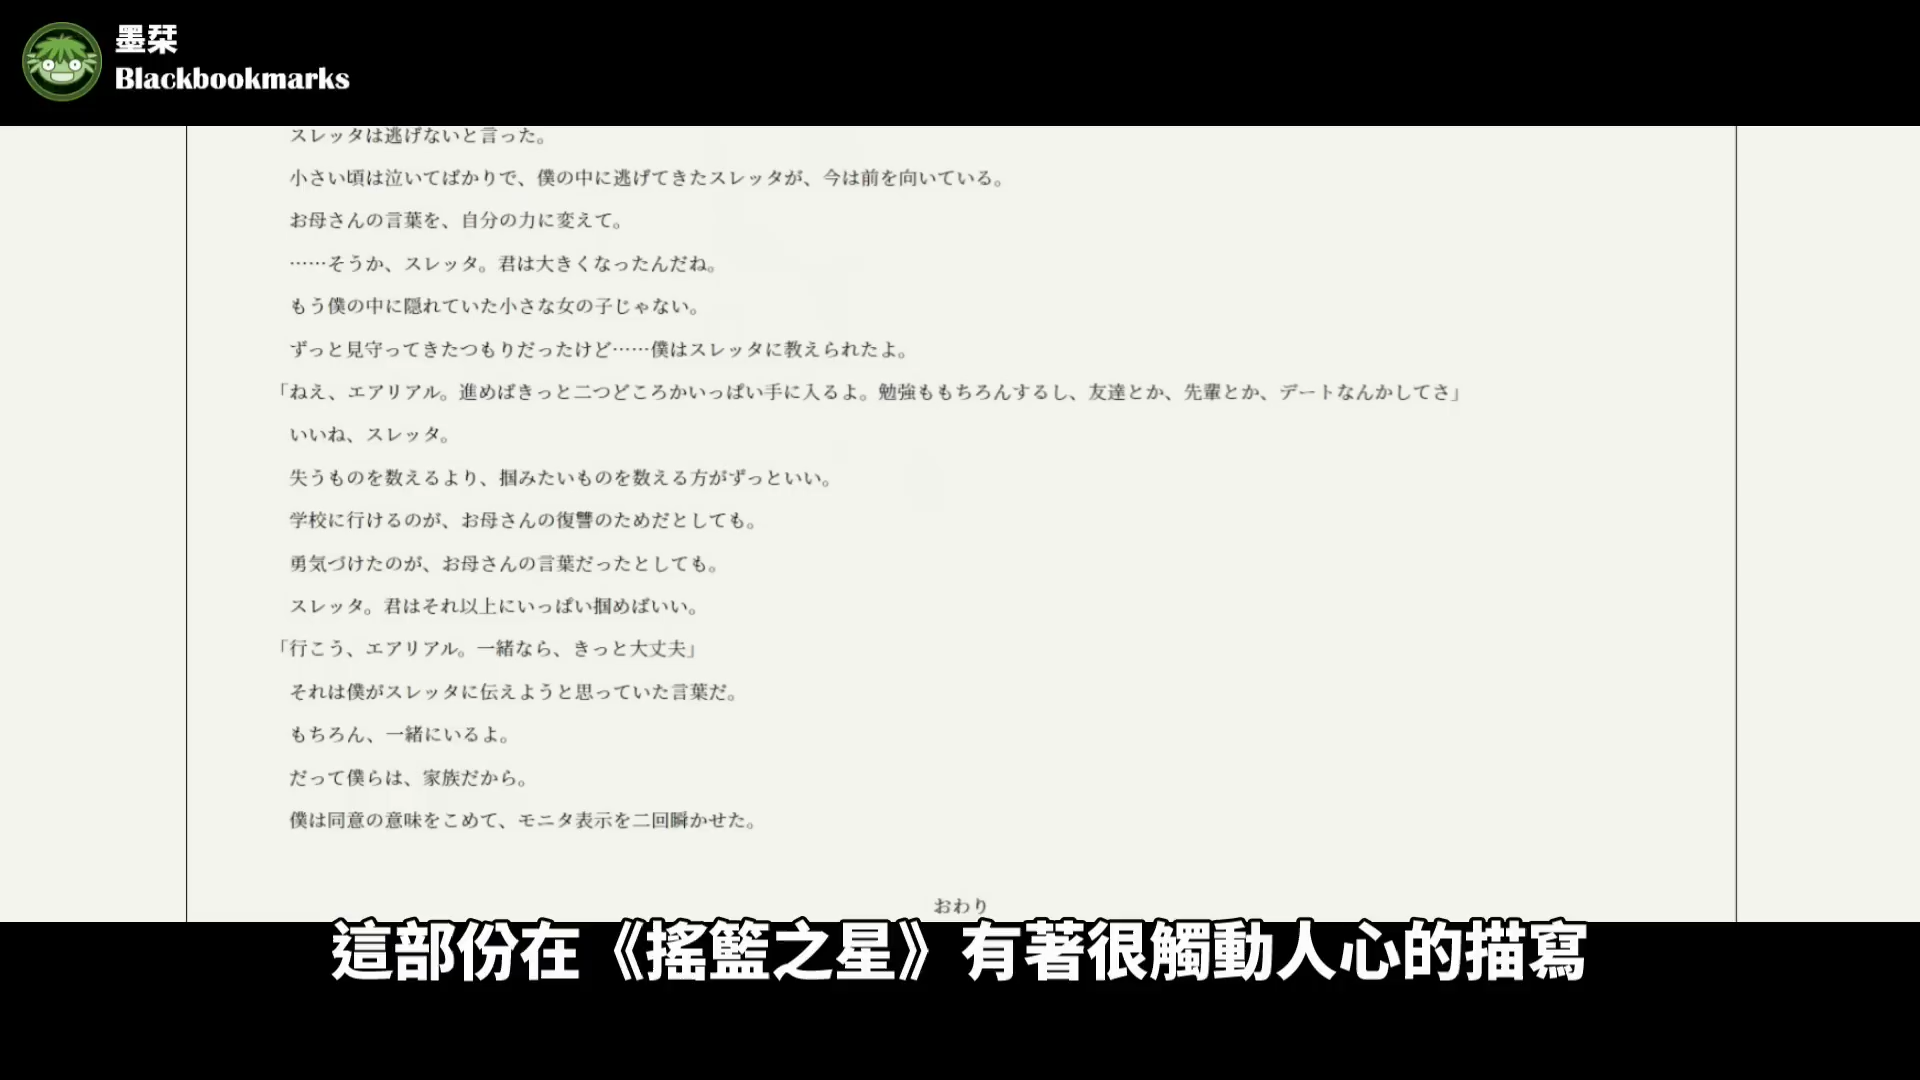 墨栞
Blackbookmarks
スレッタは逃げないと言った。
小さい頃は泣いてばかりで、僕の中に逃げてきたスレッタが、今は前を向いている。
お母さんの言葉を、自分の力に変えて。
……そうか、スレッタ。君は大きくなったんだね。
もう僕の中に隠れていた小さな女の子じゃない。
ずっと見守ってきたつもりだったけど……僕はスレッタに教えられたよ。
「ねえ、エアリアル。進めばきっと二つどころかいっぱい手に入るよ。勉強ももちろんするし、友達とか、先輩とか、デートなんかしてさ」
いいね、スレッタ。
失うものを数えるより、掴みたいものを数える方がずっといい。
学校に行けるのが、お母さんの復讐のためだとしても。
勇気づけたのが、お母さんの言葉だったとしても。
スレッタ。君はそれ以上にいっぱい掴めばいい。
「行こう、エアリアル。一緒なら、きっと大丈夫」
それは僕がスレッタに伝えようと思っていた言葉だ。
もちろん、一緒にいるよ。
だって僕らは、家族だから。
僕は同意の意味をこめて、モニタ表示を二回瞬かせた。
おわり
這部份在《搖籃之星》有著很觸動人心的描寫